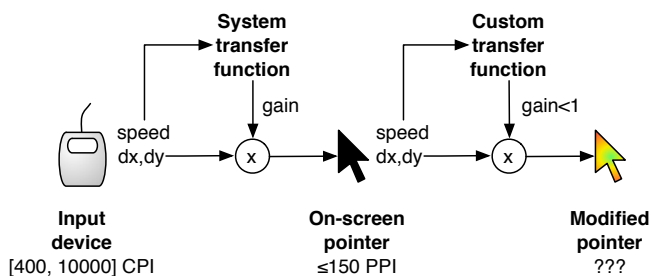 System
transfer
function
Custom
transfer
function
gain
gain<1
speed
dx,dy
x
speed
dx,dy
x
Input
device
[400, 10000] CPI
On-screen
pointer
≤150 PPI
Modified
pointer
???